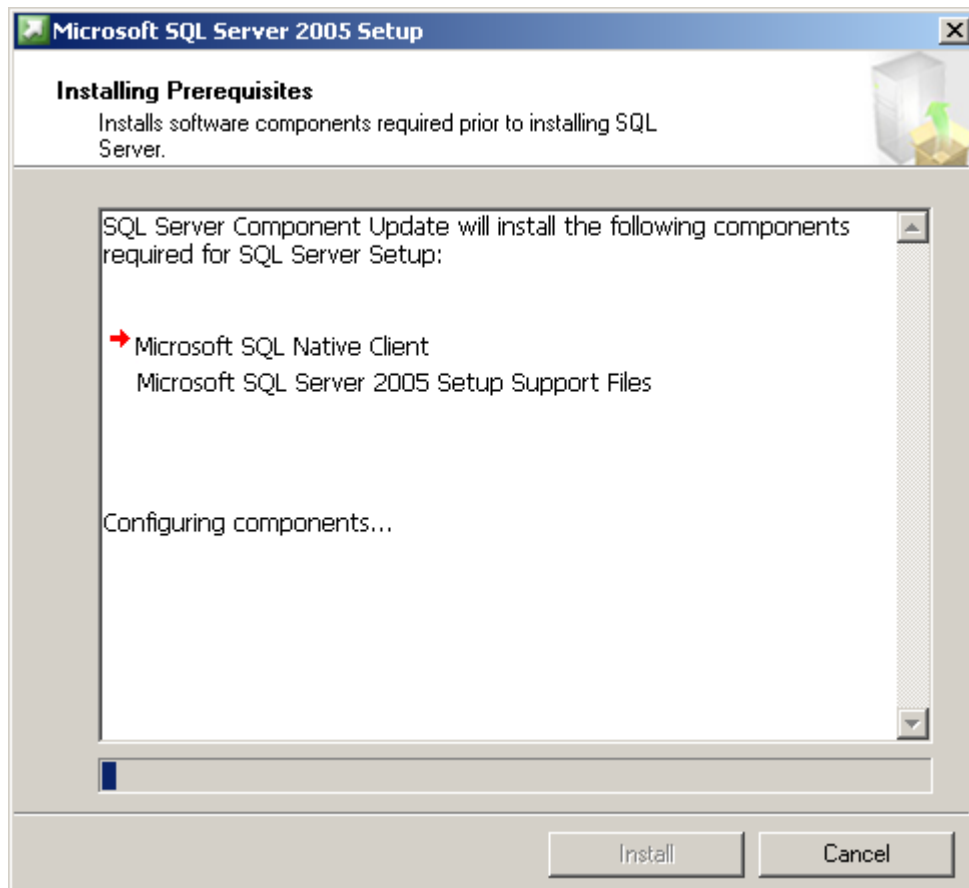 Microsoft SQL Server 2005 Setup
Installing Prerequisites
Installs software components required prior to installing SQL
Server.
SQL Server Component Update will install the following components
required for SQL Server Setup:
Microsoft SQL Native Client
Microsoft SQL Server 2005 Setup Support Files
Configuring components...
Install
Cancel